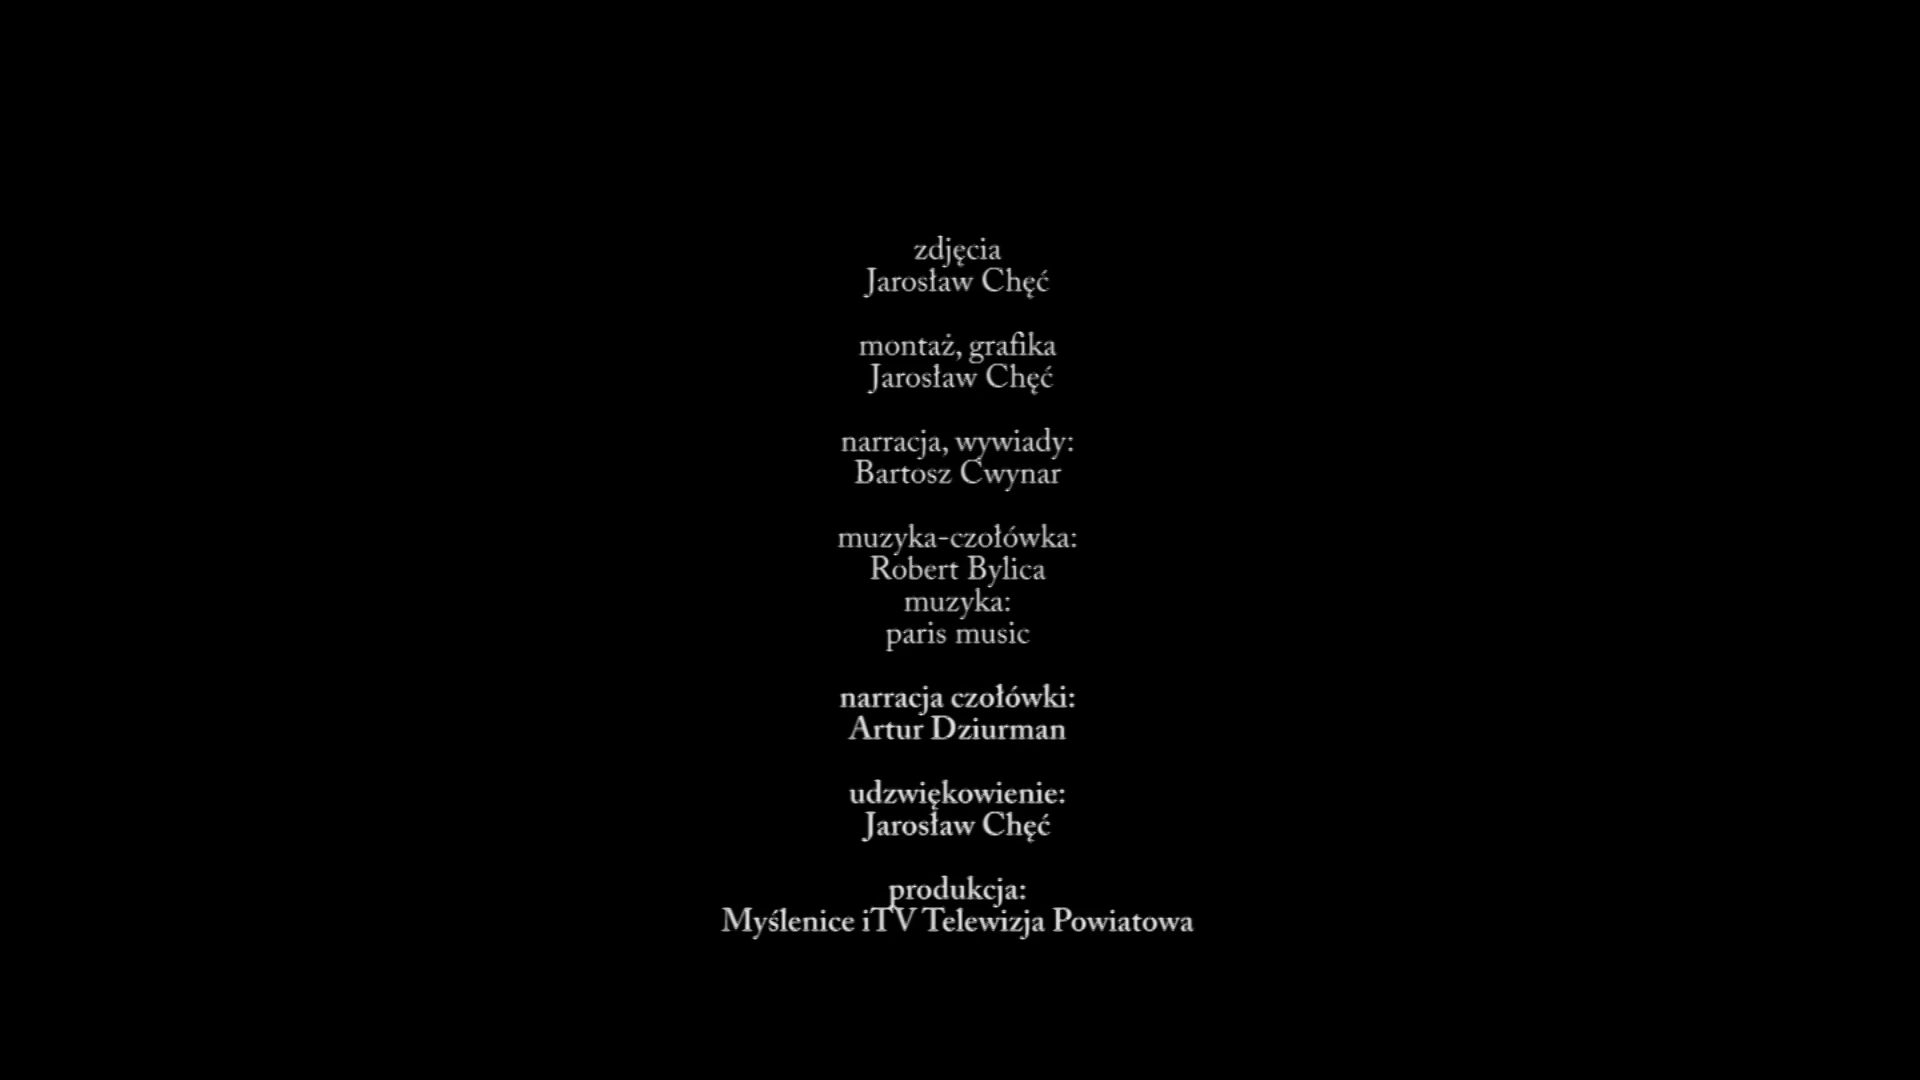 zdjęcia
Jarosław Chęć
montaż, grafika
Jarosław Chęć
narracja, wywiady:
Bartosz Cwynar
muzyka-czołówka:
Robert Bylica
muzyka:
paris music
narracja czołówki:
Artur Dziurman
udzwiękowienie:
Jarosław Chęć
produkcja:
Myślenice iTV Telewizja Powiatowa